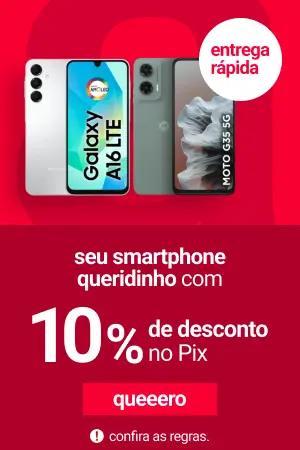 entrega
rápida
AMOLED
Galaxy
A16 LTE
MOTO G35 5G
seu smartphone
queridinho com
10% de desconto
no Pix
queeero
! confira as regras.